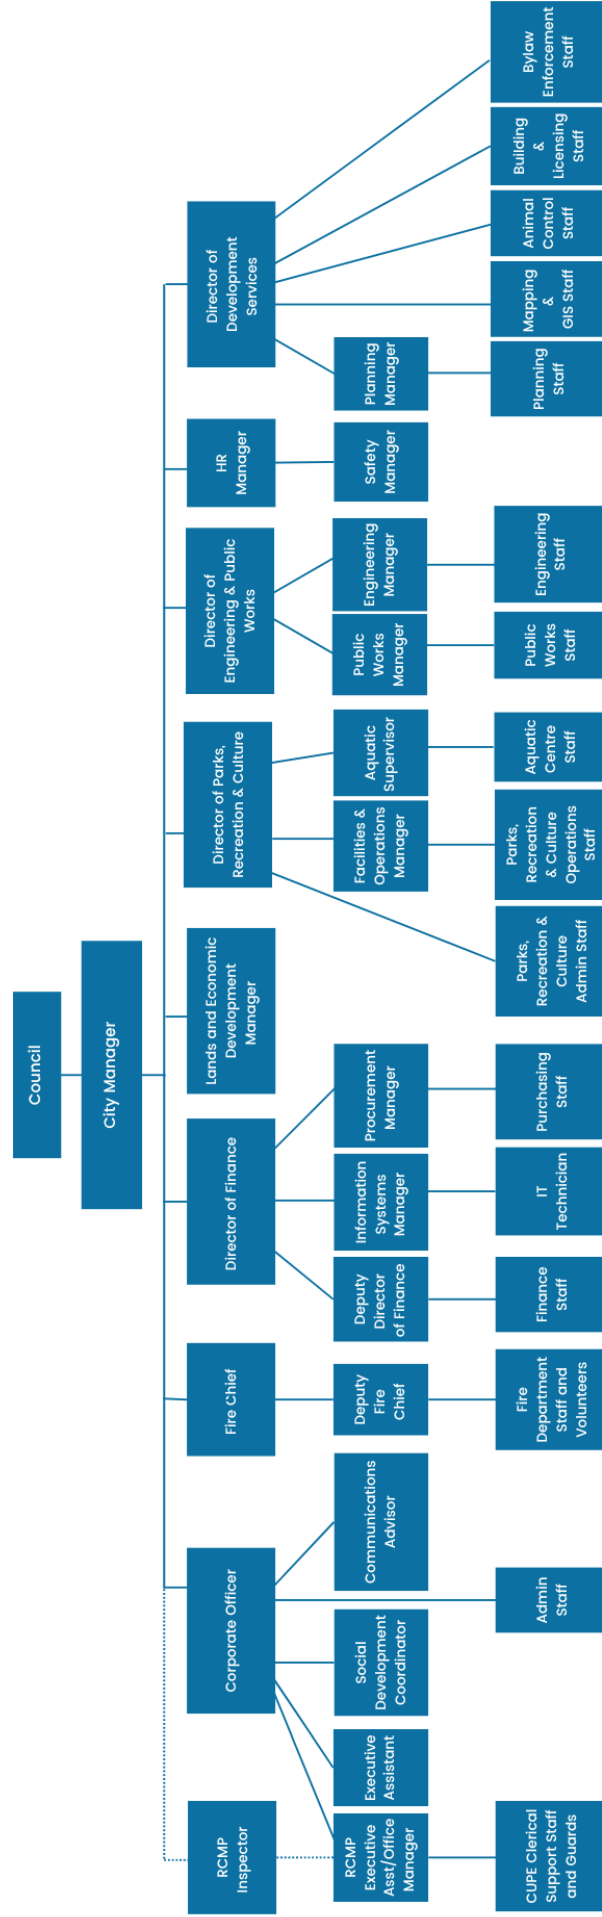 Council
City Manager
RCMP
Inspector
Corporate Officer
Fire Chief
Director of Finance
Lands and Economic
Development
Manager
Director of Parks,
Recreation & Culture
Director of
Engineering & Public
Works
HR
Manager
Director of
Development
Services
RCMP
Executive
Asst/Office
Manager
Executive
Assistant
Social
Development
Coordinator
Communications
Advisor
Deputy
Fire
Chief
Deputy
Director
of Finance
Information
Systems
Manager
Procurement
Manager
Facilities &
Operations
Manager
Aquatic
Supervisor
Public
Works
Manager
Engineering
Manager
Safety
Manager
Planning
Manager
CUPE Clerical
Support Staff
and Guards
Admin
Staff
Fire
Department
Staff and
Volunteers
Finance
Staff
IT
Technician
Purchasing
Staff
Parks,
Recreation &
Culture
Admin Staff
Parks,
Recreation
& Culture
Operations
Staff
Aquatic
Centre
Staff
Public
Works
Staff
Engineering
Staff
Planning
Staff
Mapping
&
GIS Staff
Animal
Control
Staff
Building
&
Licensing
Staff
Bylaw
Enforcement
Staff